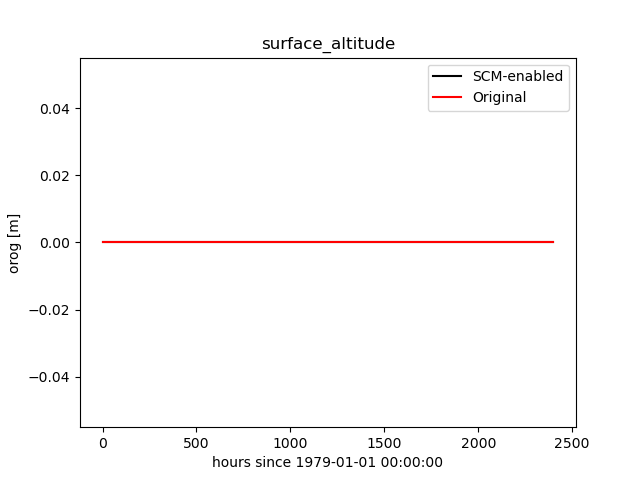 surface_altitude
SCM-enabled
Original
orog [m]
0.04
0.02
0.00
−0.02
−0.04
0
500
1000
1500
2000
2500
hours since 1979-01-01 00:00:00